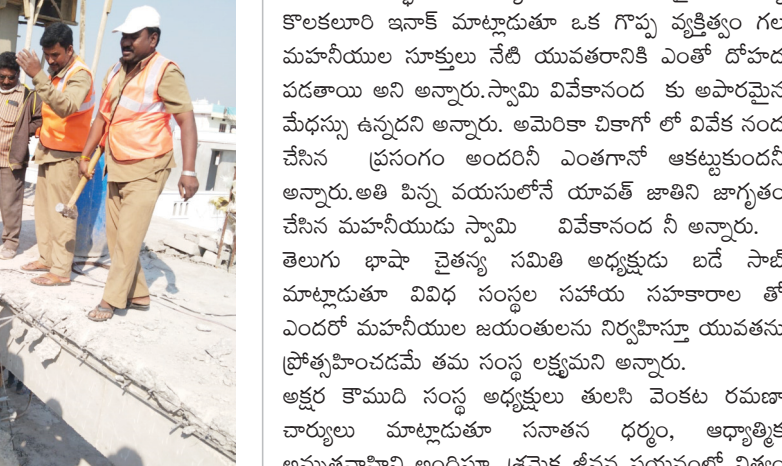 కొలకలూరి ఇనాక్ మాట్లాడుతూ ఒక గొప్ప వ్యక్తిత్వం గల
మహనీయుల సూక్తులు నేటి యువతరానికి ఎంతో దోహద
పడతాయి అని అన్నారు.స్వామి వివేకానంద కు అపారమైన
మేధస్సు ఉన్నదని అన్నారు. అమెరికా చికాగో లో వివేక నంద
చేసిన ప్రసంగం అందరినీ ఎంతగానో ఆకట్టుకుందనీ
అన్నారు.అతి పిన్న వయసులోనే యావత్ జాతిని జాగృతం
చేసిన మహనీయుడు స్వామి వివేకానంద నీ అన్నారు.
తెలుగు భాషా చైతన్య సమితి అధ్యక్షుడు బడే సాబ్
మాట్లాడుతూ వివిధ సంస్థల సహాయ సహకారాల తో
ఎందరో మహనీయుల జయంతులను నిర్వహిస్తూ యువతను
ప్రోత్సహించడమే తమ సంస్థ లక్ష్యమని అన్నారు.
అక్షర కౌముది సంస్థ అధ్యక్షులు తులసి వెంకట రమణా
చార్యులు మాట్లాడుతూ సనాతన ధర్మం, ఆధ్యాత్మిక